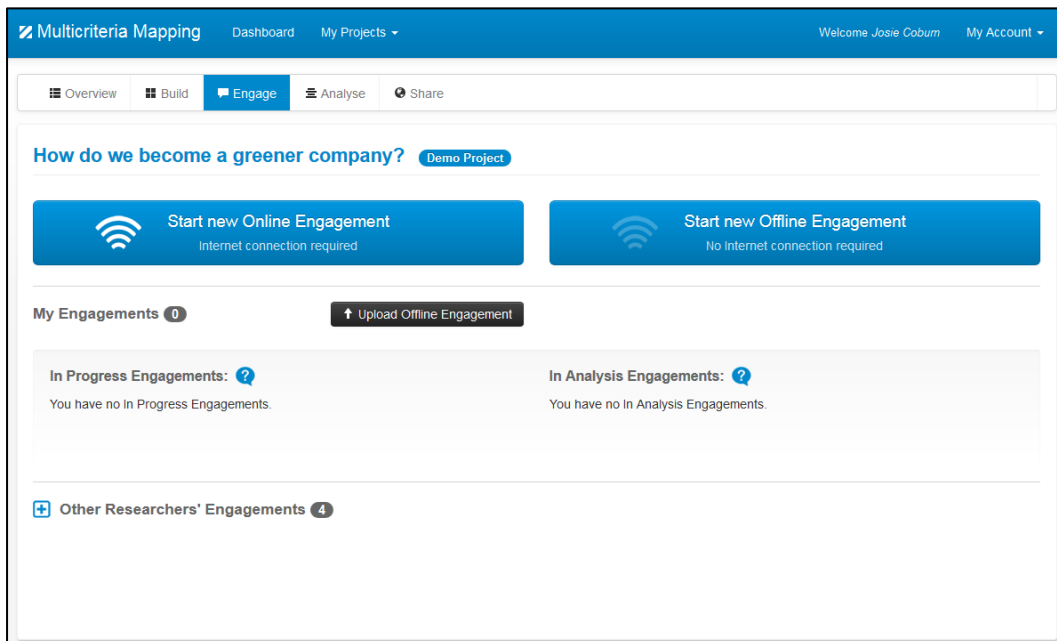 Multicriteria Mapping Dashboard My Projects Welcome Josie Coburn My Account
Overview Build Engage Analyse Share
How do we become a greener company? Demo Project
Start new Online Engagement
Internet connection required
Start new Offline Engagement
No Internet connection required
My Engagements 0 Upload Offline Engagement
In Progress Engagements: ?
You have no In Progress Engagements.
In Analysis Engagements: ?
You have no In Analysis Engagements.
Other Researchers' Engagements 4